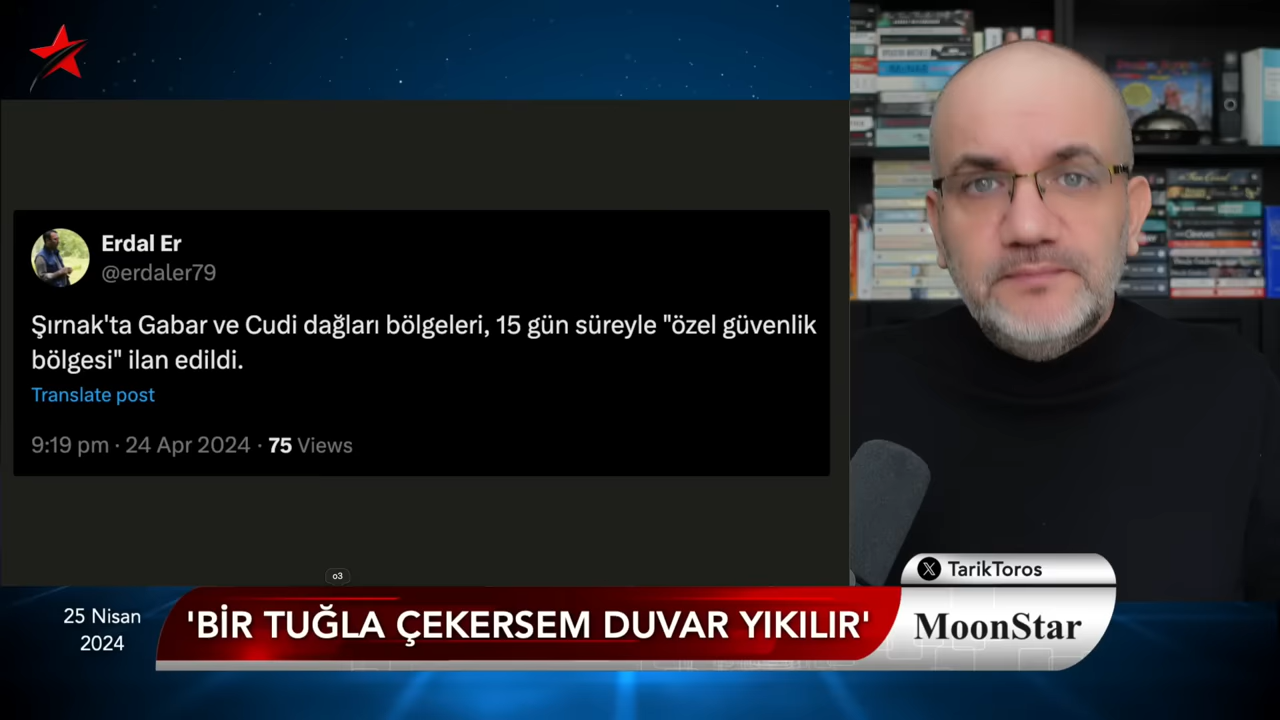 Erdal Er
@erdaler79
Şırnak'ta Gabar ve Cudi dağları bölgeleri, 15 gün süreyle "özel güvenlik
bölgesi" ilan edildi.
Translate post
9:19 pm · 24 Apr 2024 · 75 Views
o3
25 Nisan
2024
'BİR TUĞLA ÇEKERSEM DUVAR YIKILIR'
X TarikToros
MoonStar